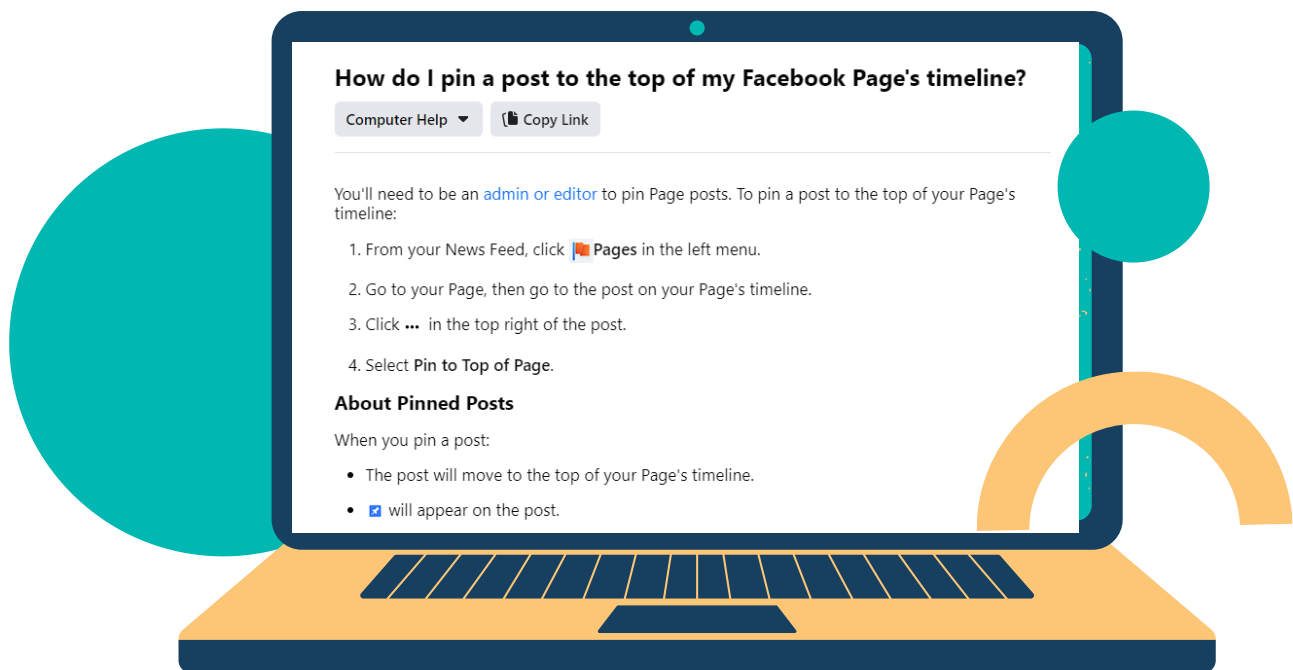 How do I pin a post to the top of my Facebook Page's timeline?
Computer Help
Copy Link
You'll need to be an admin or editor to pin Page posts. To pin a post to the top of your Page's
timeline:
1. From your News Feed, click Pages in the left menu.
2. Go to your Page, then go to the post on your Page's timeline.
3. Click ••• in the top right of the post.
4. Select Pin to Top of Page.
About Pinned Posts
When you pin a post:
• The post will move to the top of your Page's timeline.
• will appear on the post.